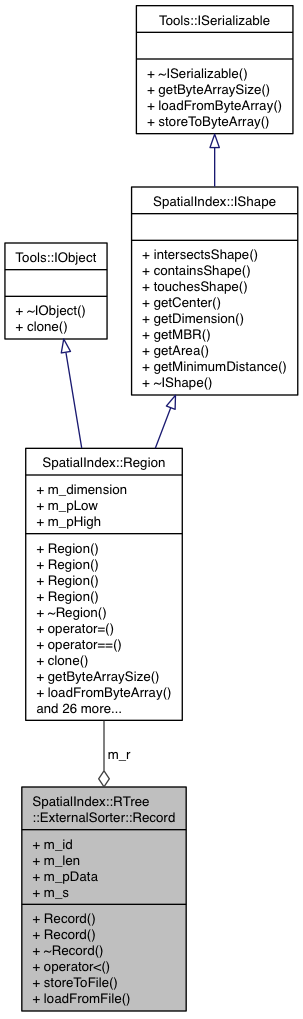 Tools::ISerializable
+ ~ISerializable()
+ getByteArraySize()
+ loadFromByteArray()
+ storeToByteArray()
SpatialIndex::IShape
+ intersectsShape()
+ containsShape()
+ touchesShape()
+ getCenter()
+ getDimension()
+ getMBR()
+ getArea()
+ getMinimumDistance()
+ ~IShape()
Tools::IObject
+ ~IObject()
+ clone()
SpatialIndex::Region
+ m_dimension
+ m_pLow
+ m_pHigh
+ Region()
+ Region()
+ Region()
+ Region()
+ ~Region()
+ operator=()
+ operator==()
+ clone()
+ getByteArraySize()
+ loadFromByteArray()
and 26 more...
m_r
SpatialIndex::RTree
::ExternalSorter::Record
+ m_id
+ m_len
+ m_pData
+ m_s
+ Record()
+ Record()
+ ~Record()
+ operator<()
+ storeToFile()
+ loadFromFile()